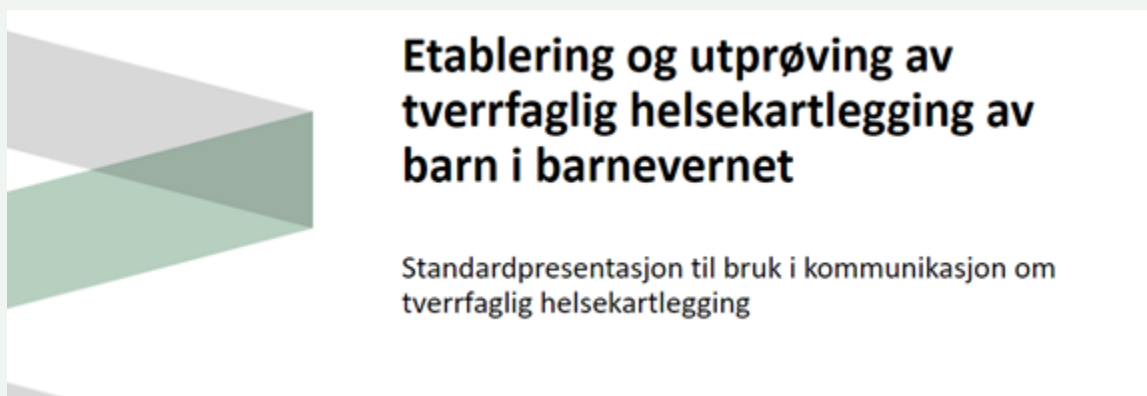 Etablering og utprøving av
tverrfaglig helsekartlegging av
barn i barnevernet
Standardpresentasjon til bruk i kommunikasjon om
tverrfaglig helsekartlegging